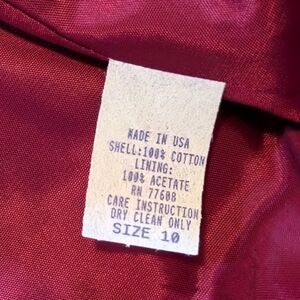 MADE IN USA
SHELL:100% COTTON
LINING:
100% ACETATE
RN 77608
CARE INSTRUCTION
DRY CLEAN ONLY
SIZE 10